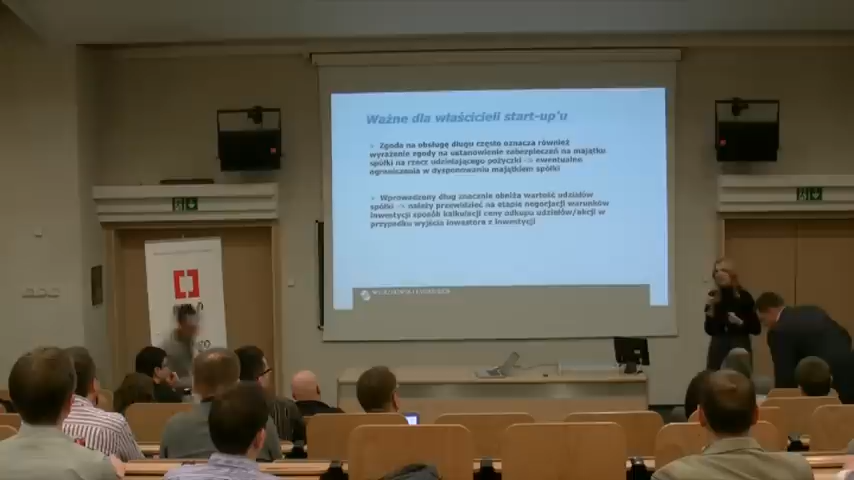 Ważne dla właścicieli start-up'u
Zgoda na obsługę długu często oznacza również
wyrażenie zgody na ustanowienie zabezpieczeń na majątku
spółki na rzecz udzielającego pożyczki -> ewentualne
ograniczenia w dysponowaniu majątkiem spółki
Wprowadzony dług znacznie obniża wartość udziałów
spółki -> należy przewidzieć na etapie negocjacji warunków
inwestycji sposób kalkulacji ceny odkupu udziałów/akcji w
przypadku wyjścia inwestora z inwestycji